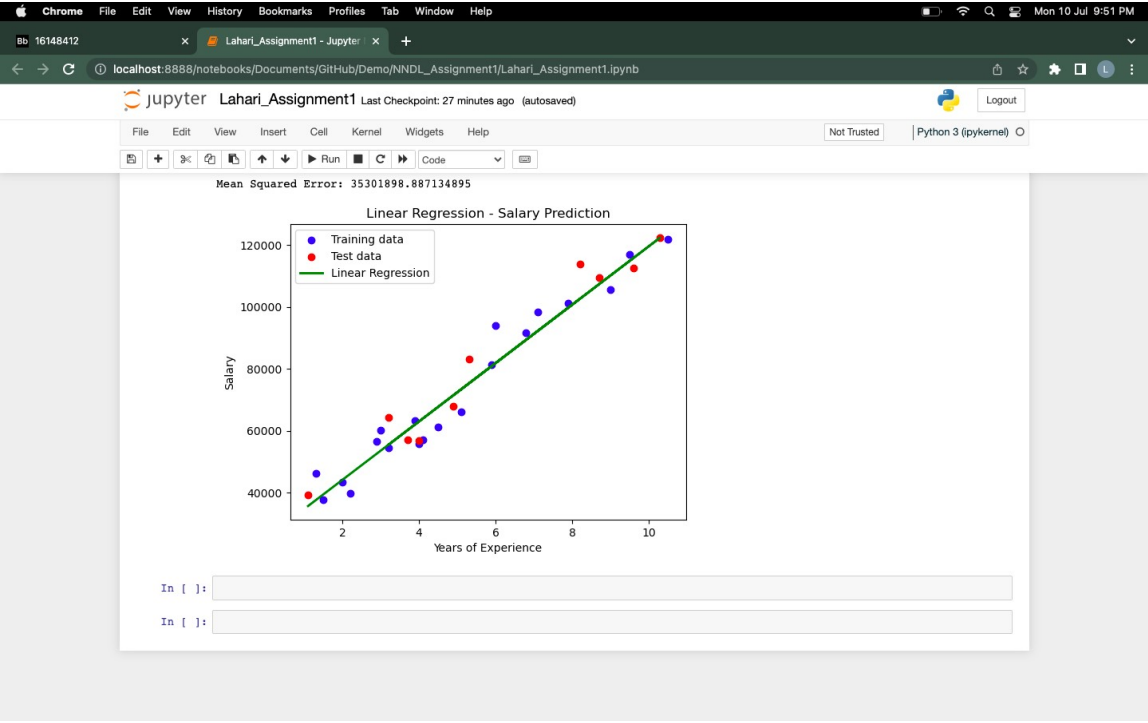 Chrome File Edit View History Bookmarks Profiles Tab Window Help Mon 10 Jul 9:51 PM
Bb 16148412 Lahari_Assignment1 - Jupyter
localhost:8888/notebooks/Documents/GitHub/Demo/NNDL_Assignment1/Lahari_Assignment1.ipynb L
jupyter Lahari_Assignment1 Last Checkpoint: 27 minutes ago (autosaved) Logout
File Edit View Insert Cell Kernel Widgets Help Not Trusted Python 3 (ipykernel)
Run Code
Mean Squared Error: 35301898.887134895
Linear Regression - Salary Prediction
Training data
Test data
Linear Regression
120000
100000
80000
60000
40000
Salary
2 4 6 8 10
Years of Experience
In [ ]:
In [ ]: